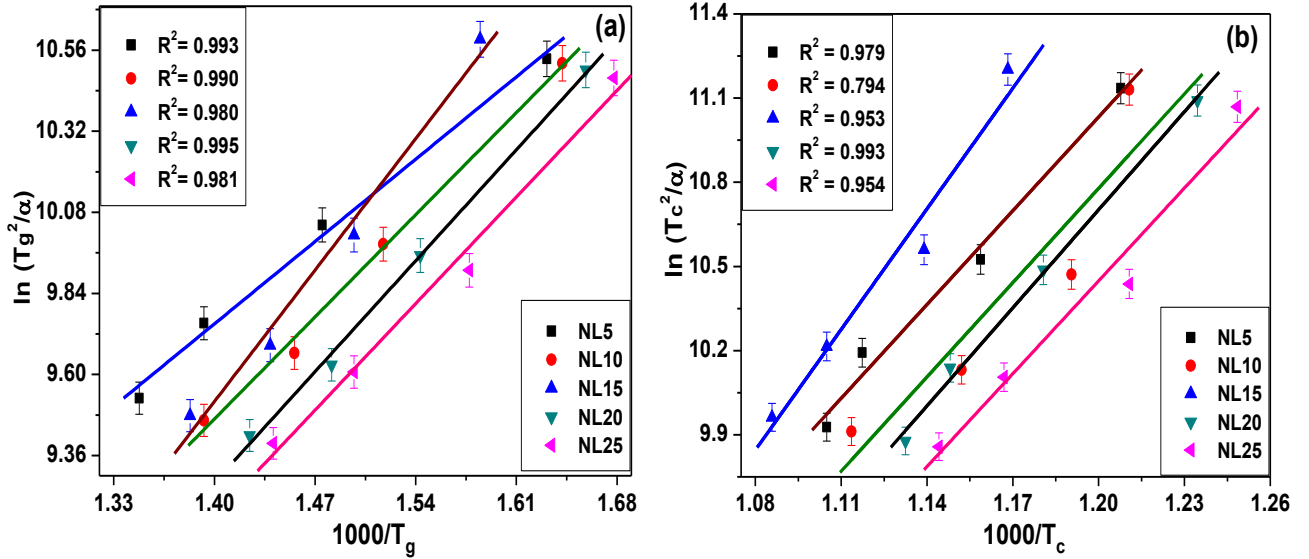 (a)
R²= 0.993
R²= 0.990
R²= 0.980
R²= 0.995
R²= 0.981
ln (Tg²/α)
10.56
10.32
10.08
9.84
9.60
9.36
NL5
NL10
NL15
NL20
NL25
1.33 1.40 1.47 1.54 1.61 1.68
1000/T_g
(b)
R²= 0.979
R²= 0.794
R²= 0.953
R²= 0.993
R²= 0.954
ln (Tc²/α)
11.4
11.1
10.8
10.5
10.2
9.9
NL5
NL10
NL15
NL20
NL25
1.08 1.11 1.14 1.17 1.20 1.23 1.26
1000/T_c